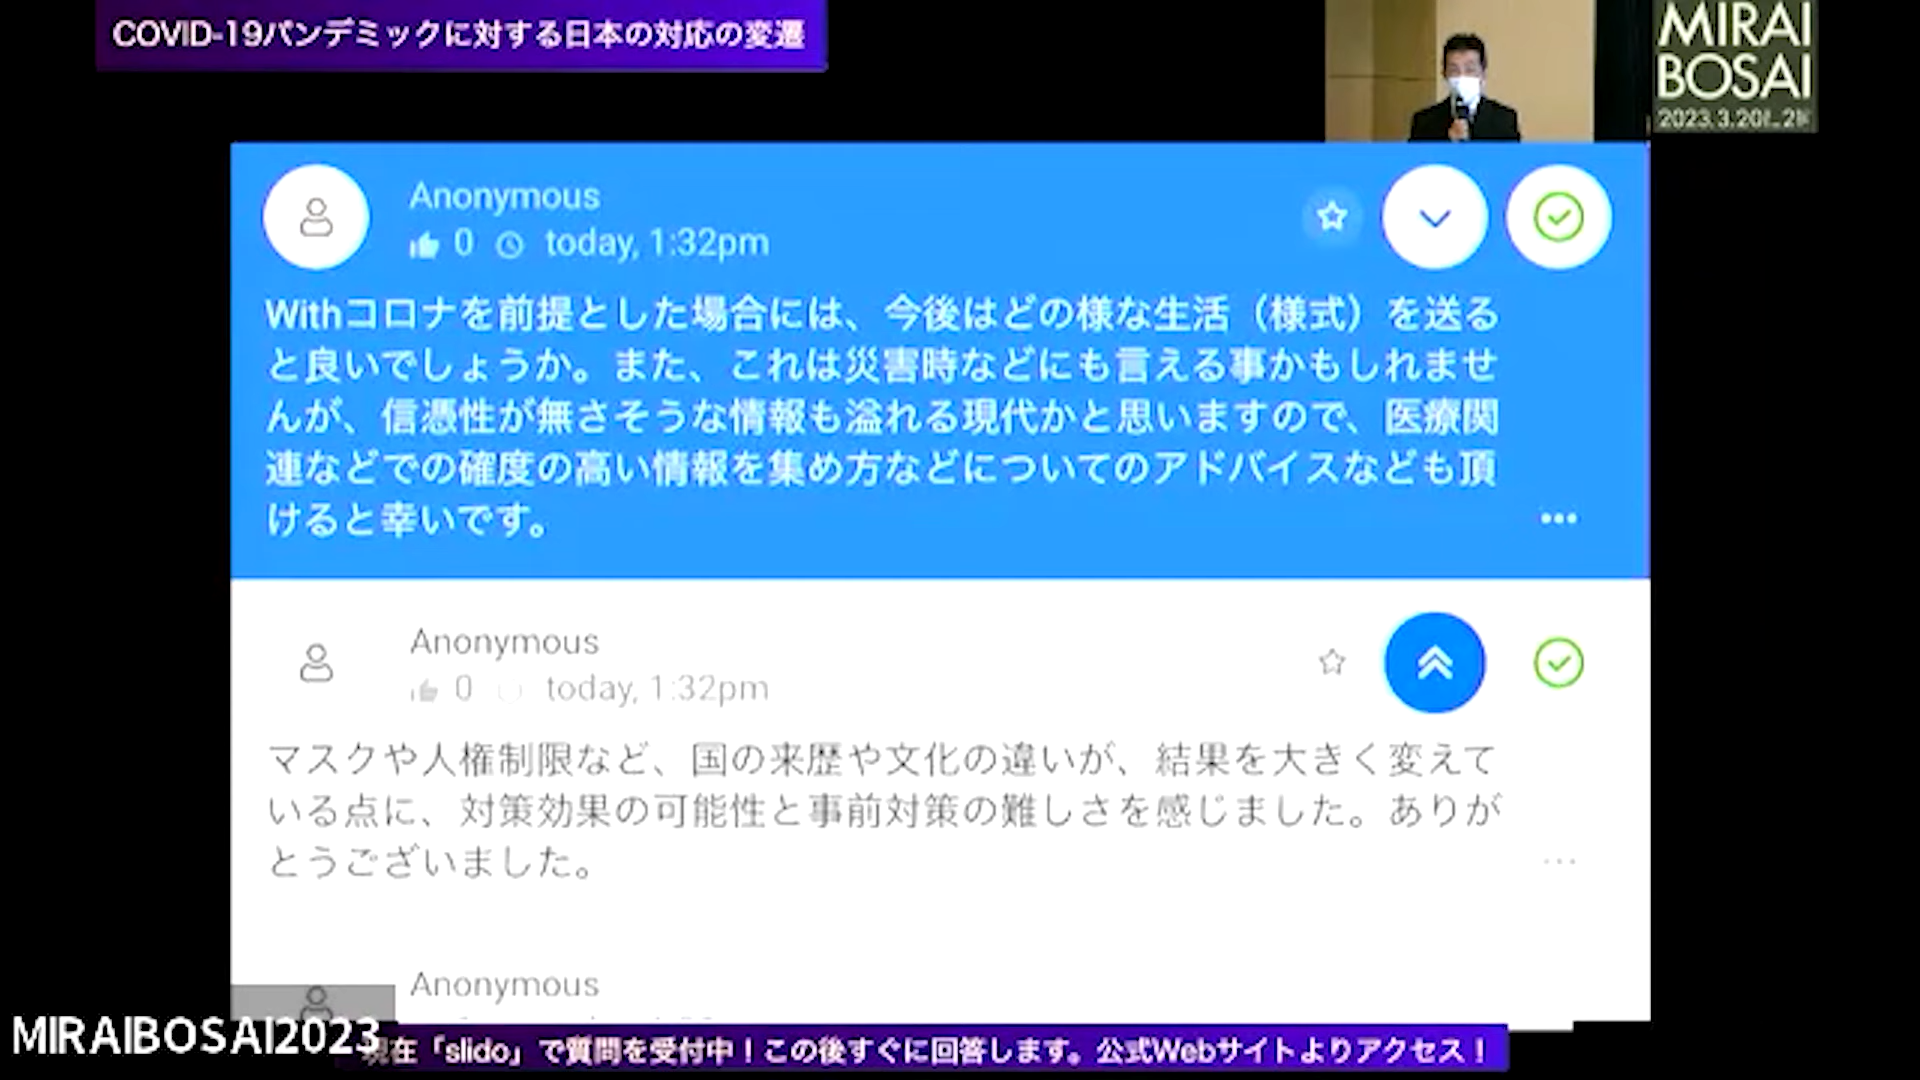 COVID-19パンデミックに対する日本の対応の変遷
MIRAI
BOSAI
Anonymous
0 today, 1:32pm
Withコロナを前提とした場合には、今後はどの様な生活（様式）を送る
と良いでしょうか。また、これは災害時などにも言える事かもしれませ
んが、信憑性が無さそうな情報も溢れる現代かと思いますので、医療関
連などでの確度の高い情報を集め方などについてのアドバイスなども頂
けると幸いです。
Anonymous
0 today, 1:32pm
マスクや人権制限など、国の来歴や文化の違いが、結果を大きく変えて
いる点に、対策効果の可能性と事前対策の難しさを感じました。ありが
とうございました。
Anonymous
MIRAIBOSAI2023
現在「slido」で質問を受付中！この後すぐに回答します。公式Webサイトよりアクセス！